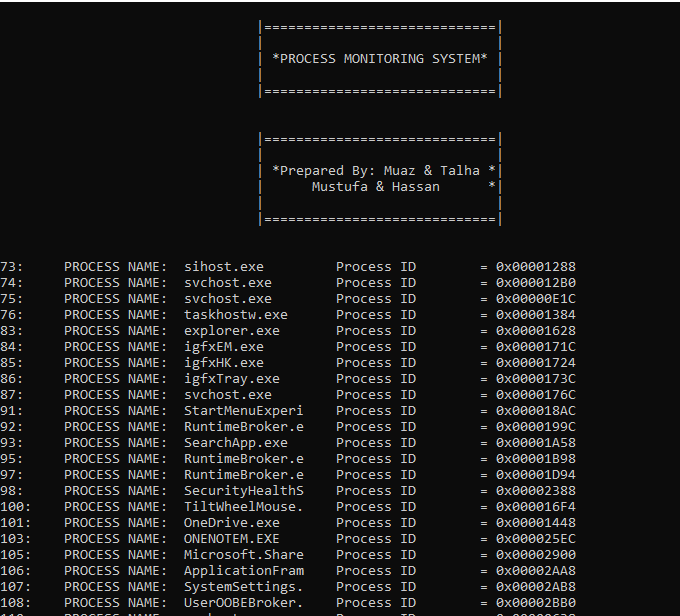 |=============================|
*PROCESS MONITORING SYSTEM*
|=============================|
|=============================|
*Prepared By: Muaz & Talha *
Mustufa & Hassan *
|=============================|
73: PROCESS NAME: sihost.exe Process ID = 0x00001288
74: PROCESS NAME: svchost.exe Process ID = 0x000012B0
75: PROCESS NAME: svchost.exe Process ID = 0x00000E1C
76: PROCESS NAME: taskhostw.exe Process ID = 0x00001384
83: PROCESS NAME: explorer.exe Process ID = 0x00001628
84: PROCESS NAME: igfxEM.exe Process ID = 0x0000171C
85: PROCESS NAME: igfxHK.exe Process ID = 0x00001724
86: PROCESS NAME: igfxTray.exe Process ID = 0x0000173C
87: PROCESS NAME: svchost.exe Process ID = 0x0000176C
91: PROCESS NAME: StartMenuExperi Process ID = 0x000018AC
92: PROCESS NAME: RuntimeBroker.e Process ID = 0x0000199C
93: PROCESS NAME: SearchApp.exe Process ID = 0x00001A58
95: PROCESS NAME: RuntimeBroker.e Process ID = 0x00001B98
97: PROCESS NAME: RuntimeBroker.e Process ID = 0x00001D94
98: PROCESS NAME: SecurityHealthS Process ID = 0x00002388
100: PROCESS NAME: TiltWheelMouse. Process ID = 0x000016F4
101: PROCESS NAME: OneDrive.exe Process ID = 0x00001448
103: PROCESS NAME: ONENOTEM.EXE Process ID = 0x000025EC
105: PROCESS NAME: Microsoft.Share Process ID = 0x00002900
106: PROCESS NAME: ApplicationFram Process ID = 0x00002AA8
107: PROCESS NAME: SystemSettings. Process ID = 0x00002AB8
108: PROCESS NAME: UserOOBEBroker. Process ID = 0x00002BB0